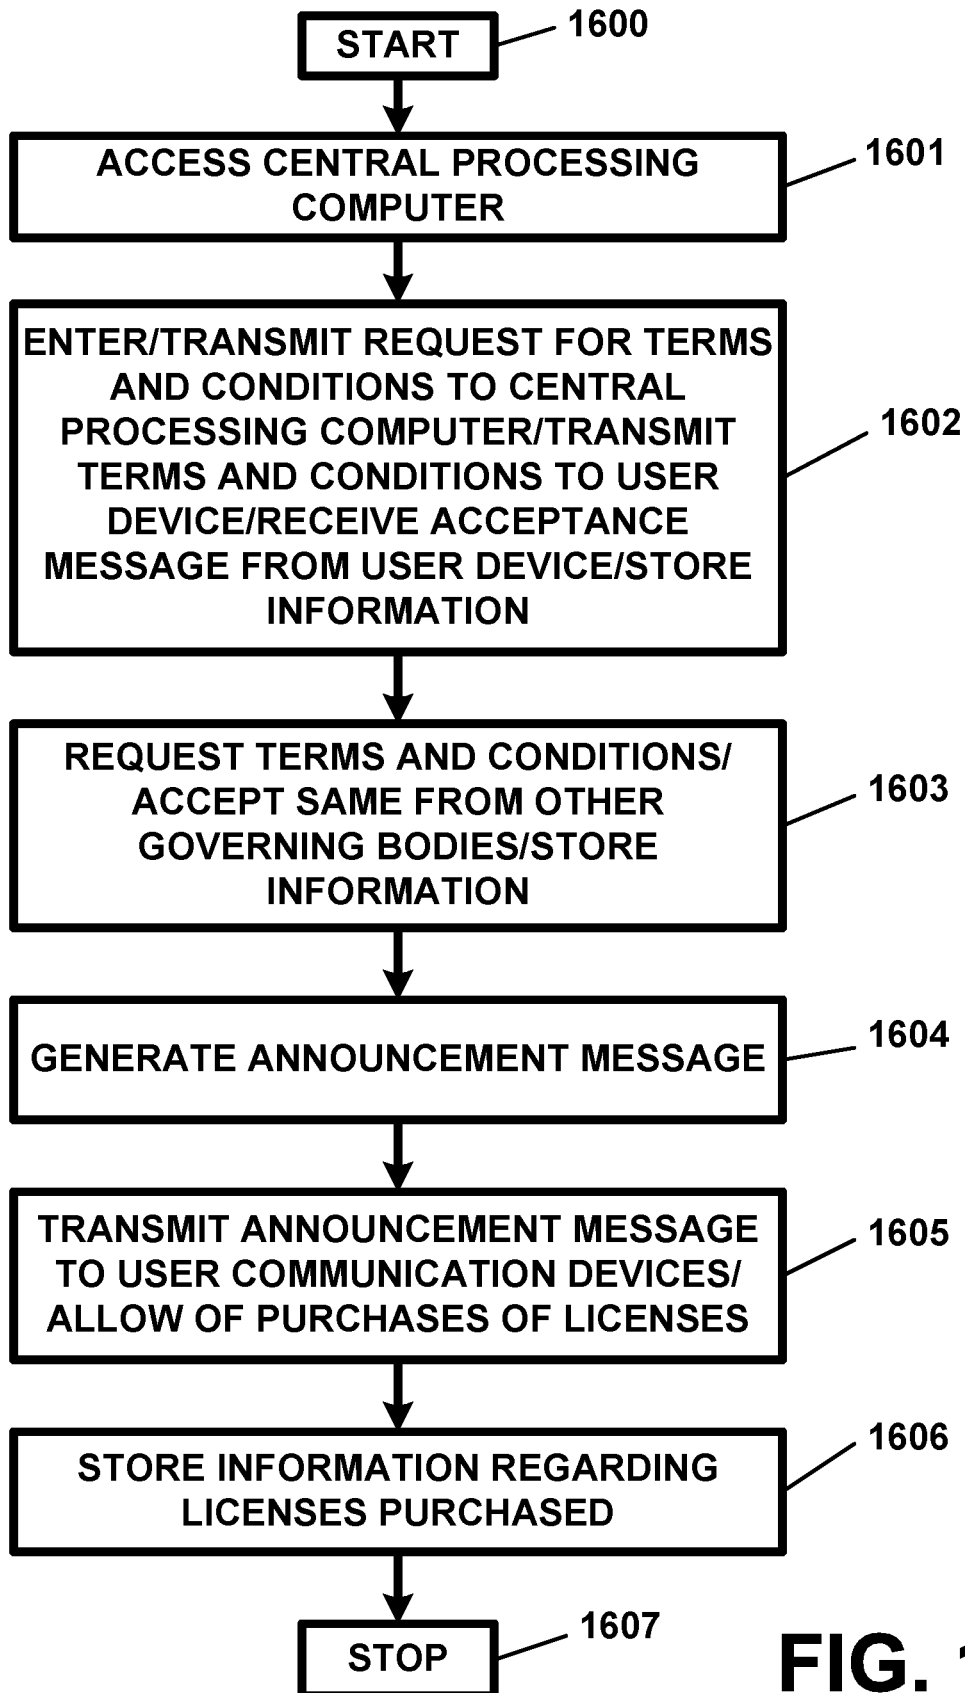 START
1600
ACCESS CENTRAL PROCESSING
COMPUTER
1601
ENTER/TRANSMIT REQUEST FOR TERMS
AND CONDITIONS TO CENTRAL
PROCESSING COMPUTER/TRANSMIT
TERMS AND CONDITIONS TO USER
DEVICE/RECEIVE ACCEPTANCE
MESSAGE FROM USER DEVICE/STORE
INFORMATION
1602
REQUEST TERMS AND CONDITIONS/
ACCEPT SAME FROM OTHER
GOVERNING BODIES/STORE
INFORMATION
1603
GENERATE ANNOUNCEMENT MESSAGE
1604
TRANSMIT ANNOUNCEMENT MESSAGE
TO USER COMMUNICATION DEVICES/
ALLOW OF PURCHASES OF LICENSES
1605
STORE INFORMATION REGARDING
LICENSES PURCHASED
1606
STOP
1607
FIG.